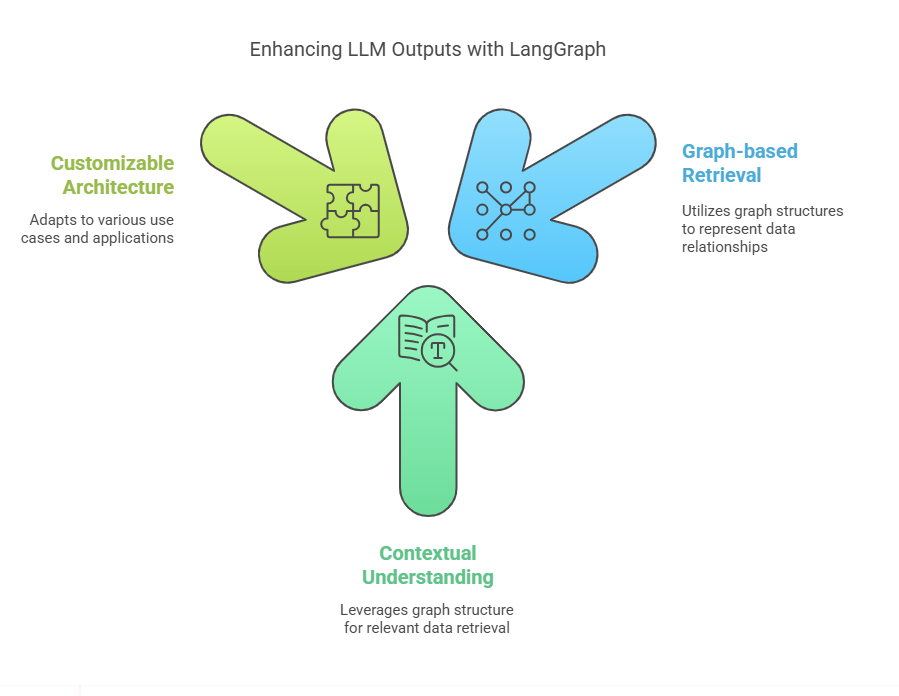 Enhancing LLM Outputs with LangGraph
Customizable
Architecture
Adapts to various use
cases and applications
Graph-based
Retrieval
Utilizes graph structures
to represent data
relationships
T
Contextual
Understanding
Leverages graph structure
for relevant data retrieval